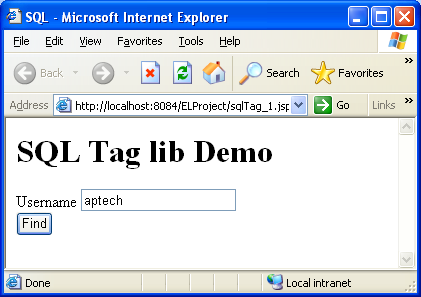 SQL - Microsoft Internet Explorer
File Edit View Favorites Tools Help
Back Search Favorites »
Address http://localhost:8084/ELProject/sqlTag_1.jsp Go Links »
SQL Tag lib Demo
Username aptech
Find
Done Local intranet